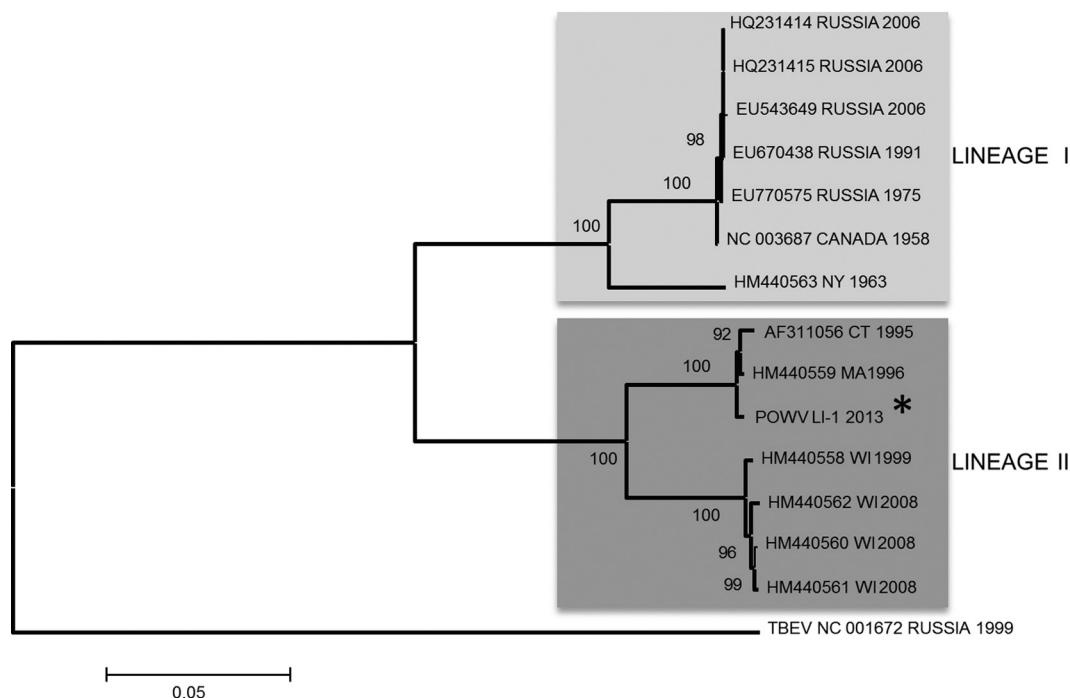 HQ231414 RUSSIA 2006
HQ231415 RUSSIA 2006
EU543649 RUSSIA 2006
98
EU670438 RUSSIA 1991
LINEAGE I
100
EU770575 RUSSIA 1975
100
NC 003687 CANADA 1958
HM440563 NY 1963
92
AF311056 CT 1995
100
HM440559 MA1996
POWV LI-1 2013 *
100
HM440558 WI 1999
LINEAGE II
HM440562 WI 2008
100
HM440560 WI 2008
96
99
HM440561 WI 2008
TBEV NC 001672 RUSSIA 1999
0.05